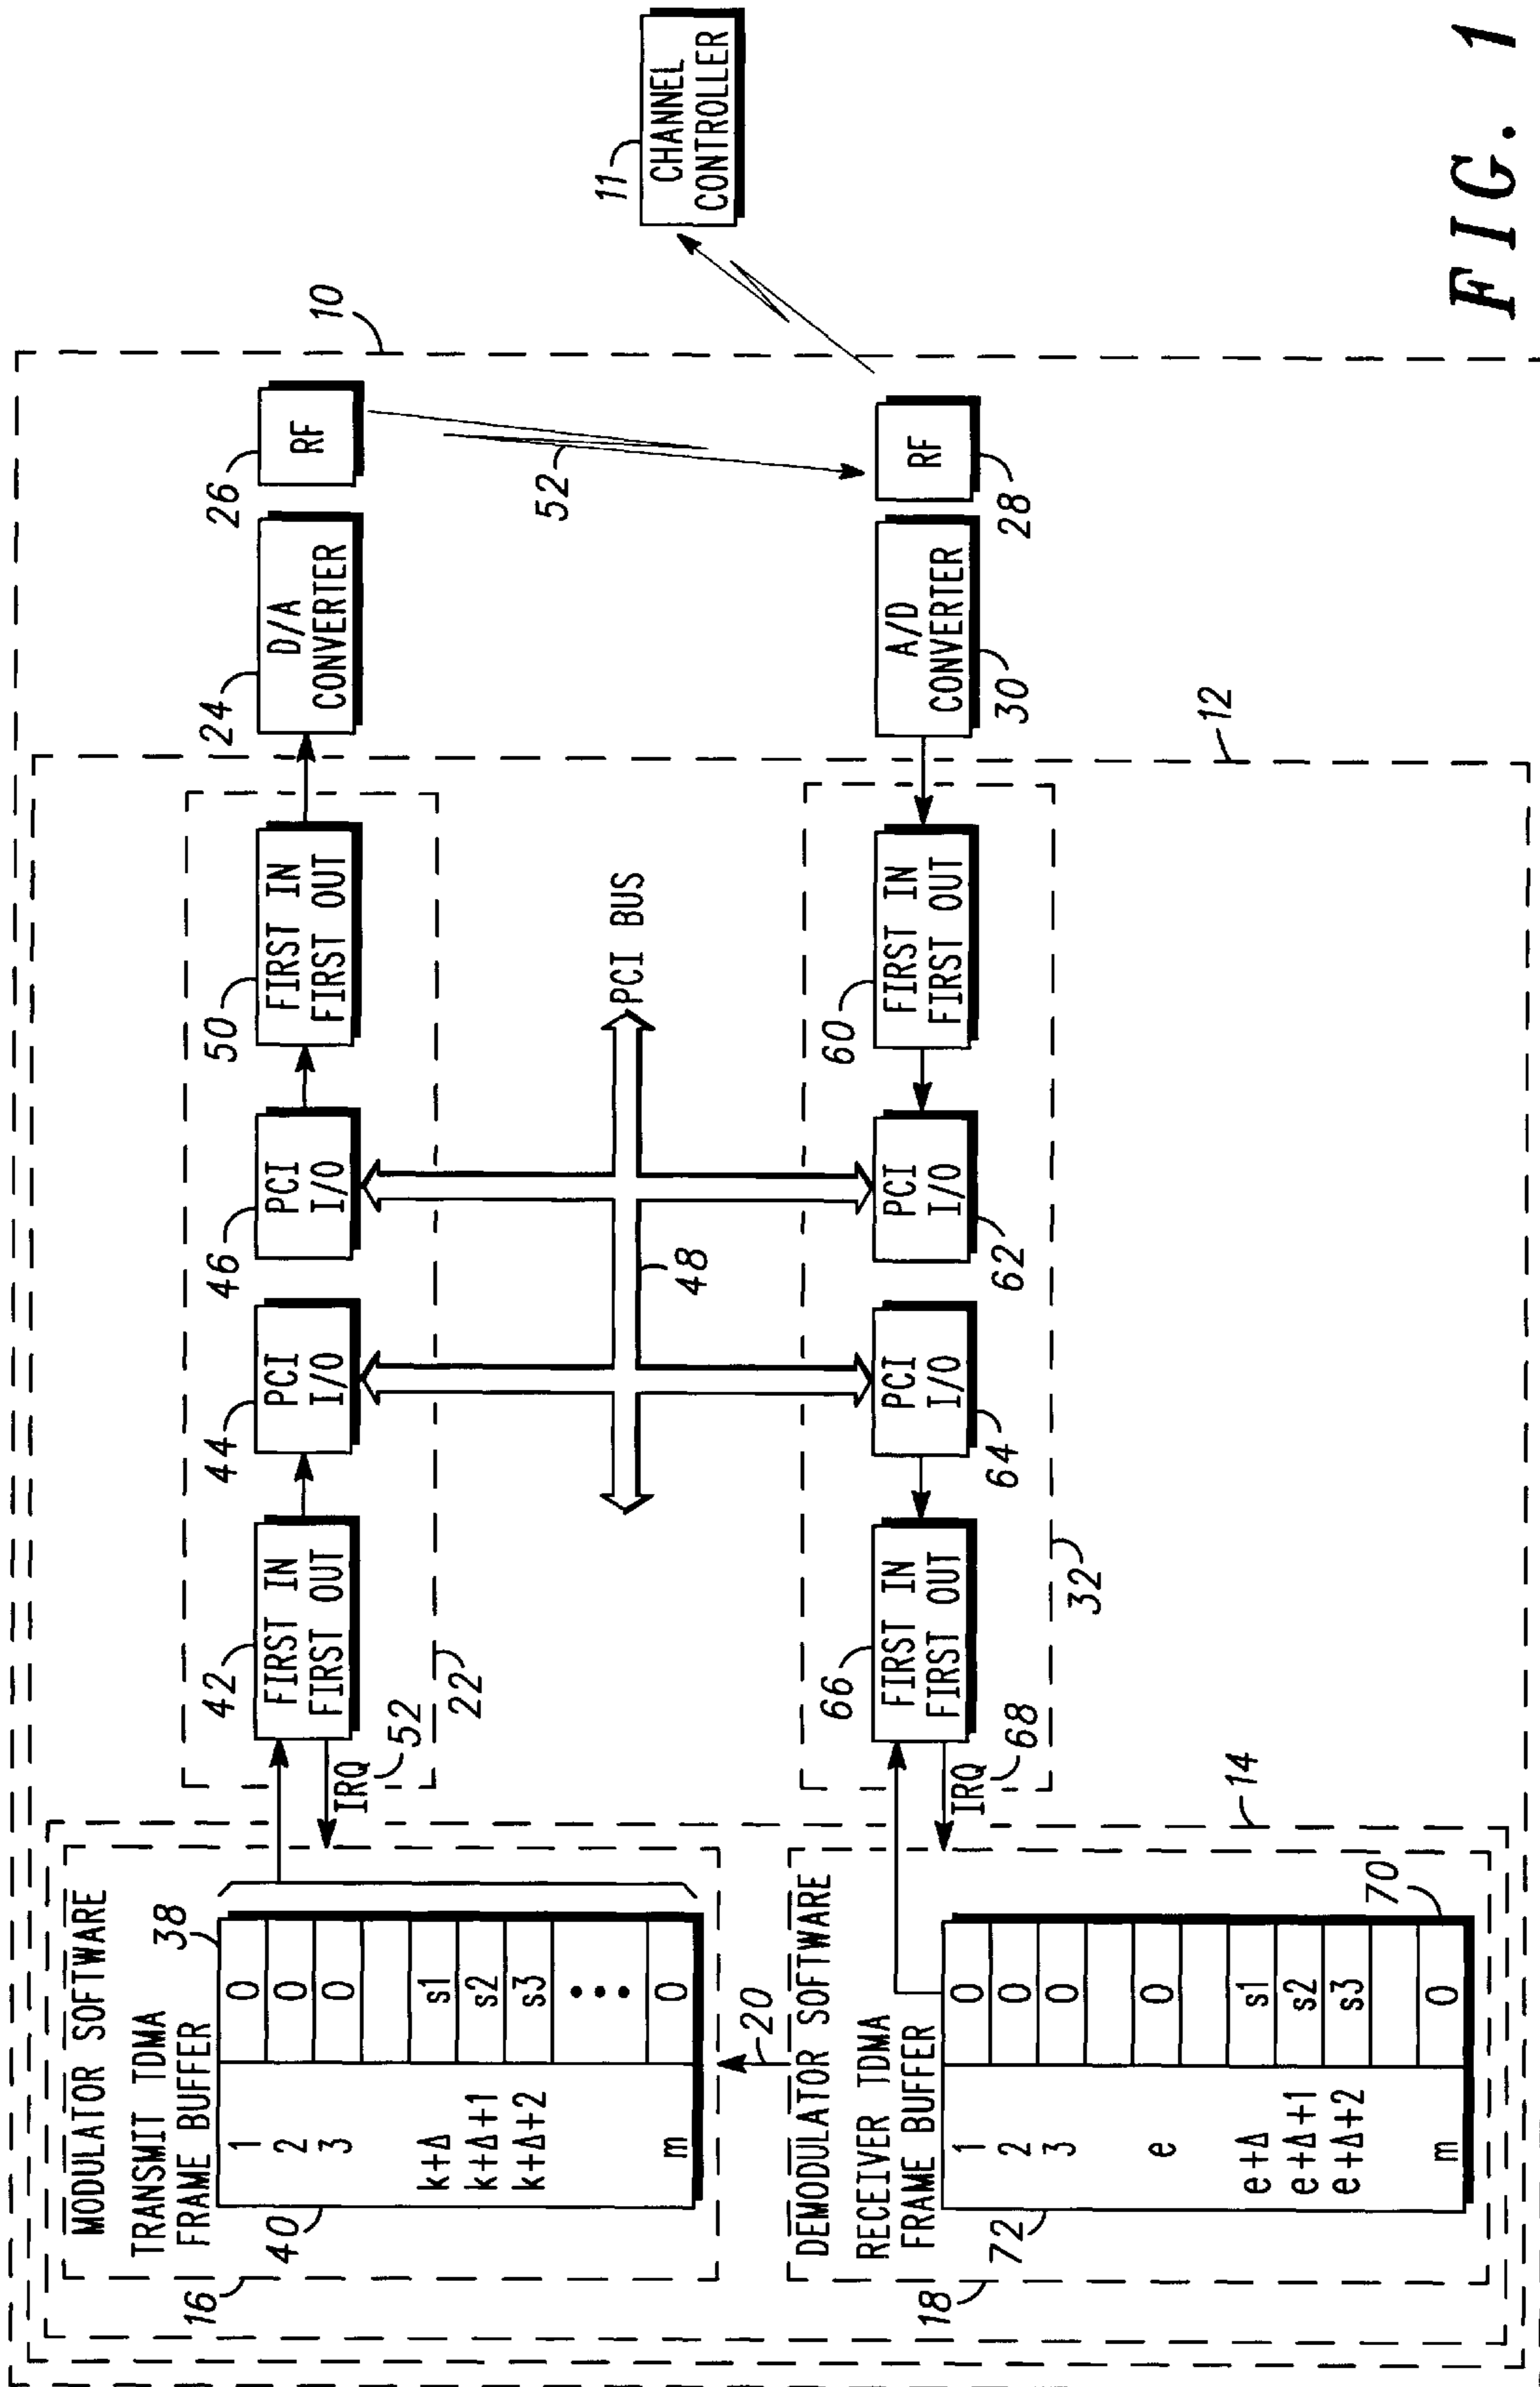 MODULATOR SOFTWARE
TRANSMIT TDMA
FRAME BUFFER
16
40
38
1 0
2 0
3 0
k+Δ s1
k+Δ+1 s2
k+Δ+2 s3
•••
m 0
IRQ
52
22
42
FIRST IN
FIRST OUT
44
PCI
I/O
46
PCI
I/O
50
FIRST IN
FIRST OUT
24
D/A
CONVERTER
26
RF
10
52
48
PCI BUS
11
CHANNEL
CONTROLLER
20
DEMODULATOR SOFTWARE
RECEIVER TDMA
FRAME BUFFER
18
72
70
1 0
2 0
3 0
e 0
e+Δ s1
e+Δ+1 s2
e+Δ+2 s3
m 0
14
IRQ
68
32
66
FIRST IN
FIRST OUT
64
PCI
I/O
62
PCI
I/O
60
FIRST IN
FIRST OUT
30
A/D
CONVERTER
28
RF
12
FIG. 1